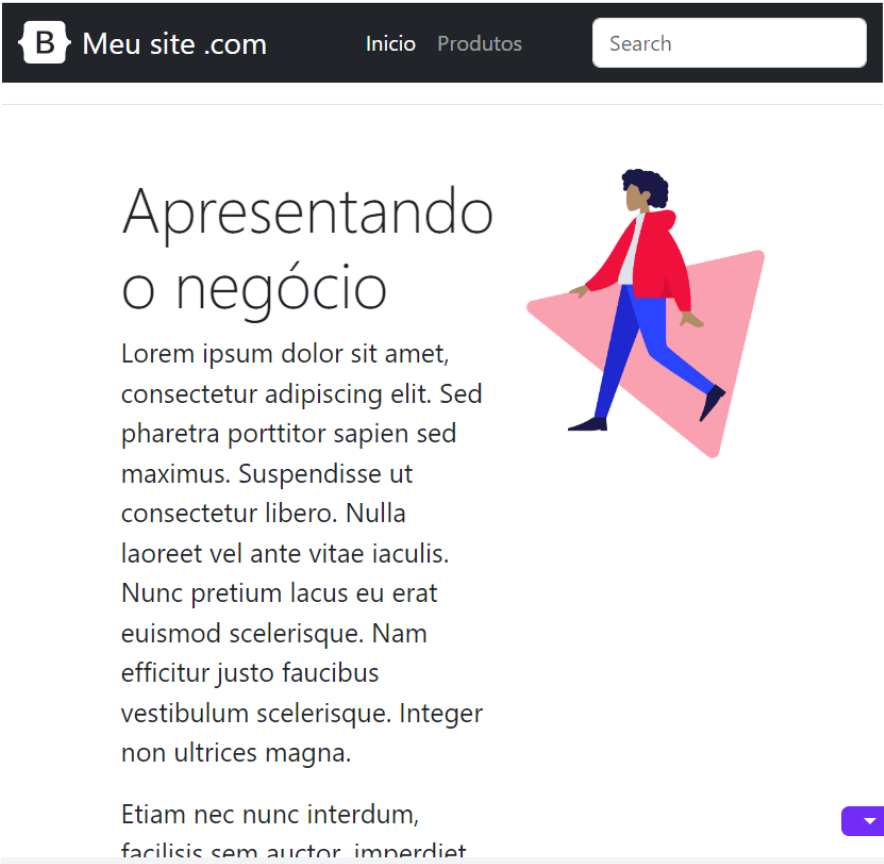 B Meu site .com Inicio Produtos Search
Apresentando
o negócio
Lorem ipsum dolor sit amet,
consectetur adipiscing elit. Sed
pharetra porttitor sapien sed
maximus. Suspendisse ut
consectetur libero. Nulla
laoreet vel ante vitae iaculis.
Nunc pretium lacus eu erat
euismod scelerisque. Nam
efficitur justo faucibus
vestibulum scelerisque. Integer
non ultrices magna.
Etiam nec nunc interdum,
facilisis sem auctor, imperdiet